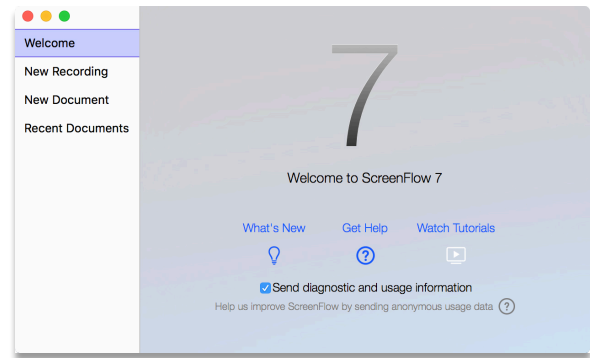 Welcome
New Recording
New Document
Recent Documents
7
Welcome to ScreenFlow 7
What's New Get Help Watch Tutorials
?
Send diagnostic and usage information
Help us improve ScreenFlow by sending anonymous usage data ?